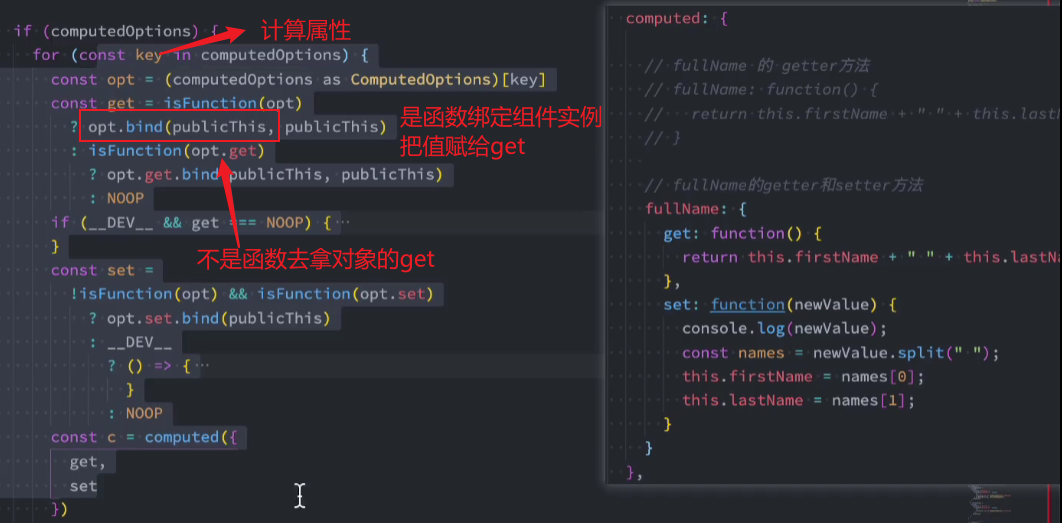 if (computedOptions) {
计算属性
for (const key in computedOptions) {
const opt = (computedOptions as ComputedOptions)[key]
const get = isFunction(opt)
? opt.bind(publicThis, publicThis)
是函数绑定组件实例
把值赋给get
: isFunction(opt.get)
? opt.get.bind(publicThis, publicThis)
: NOOP
if (__DEV__ && get === NOOP) {…
}
不是函数去拿对象的get
const set =
!isFunction(opt) && isFunction(opt.set)
? opt.set.bind(publicThis)
: __DEV__
? () => {…
}
: NOOP
const c = computed({
get,
set
})
computed: {
// fullName 的 getter方法
// fullName: function() {
//   return this.firstName + " " + this.last
// }
// fullName的getter和setter方法
fullName: {
get: function() {
return this.firstName + " " + this.lastNa
},
set: function(newValue) {
console.log(newValue);
const names = newValue.split(" ");
this.firstName = names[0];
this.lastName = names[1];
}
}
},